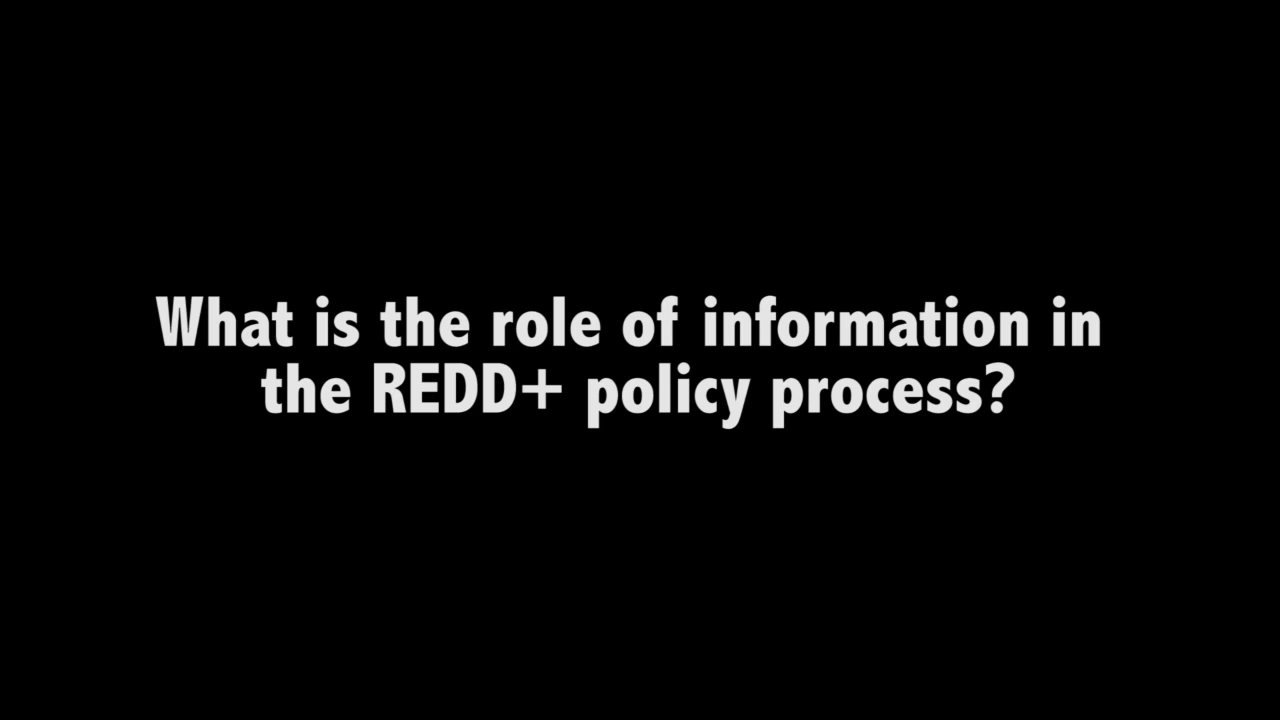 What is the role of information in
the REDD+ policy process?